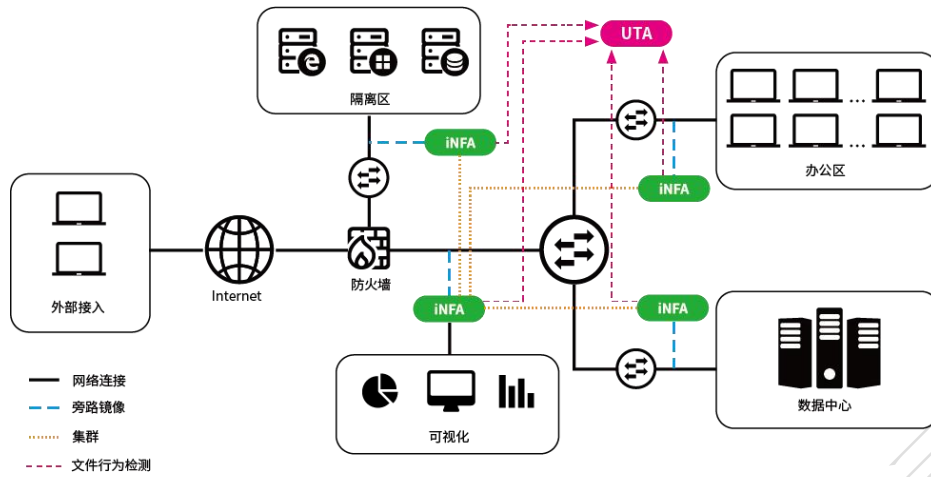 UTA
隔离区
iNFA
办公区
iNFA
外部接入
Internet
防火墙
iNFA
iNFA
网络连接
旁路镜像
集群
文件行为检测
可视化
数据中心
...
...